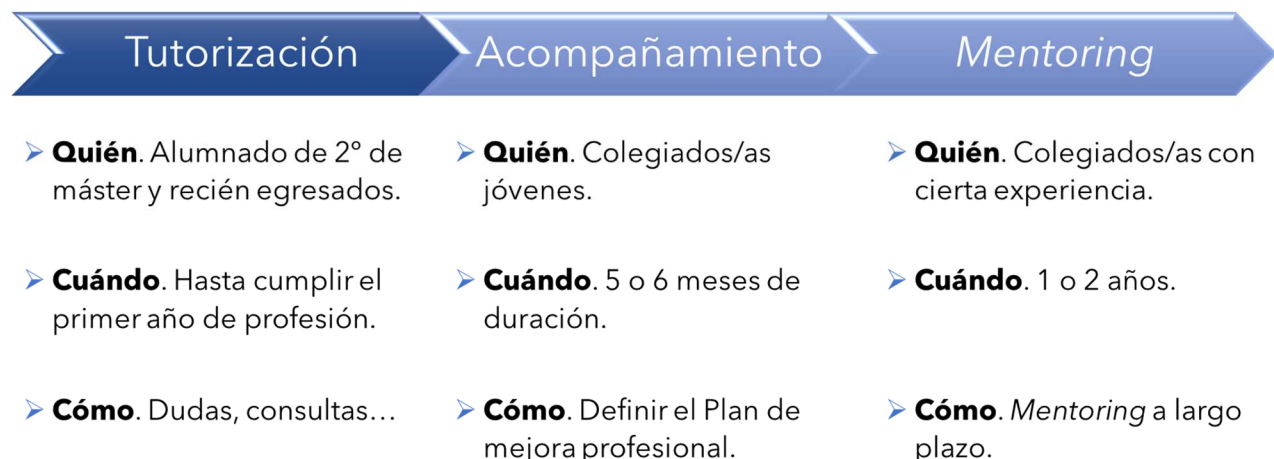 Tutorización
Acompañamiento
Mentoring
Quién. Alumnado de 2º de
máster y recién egresados.
Cuándo. Hasta cumplir el
primer año de profesión.
Cómo. Dudas, consultas…
Quién. Colegiados/as
jóvenes.
Cuándo. 5 o 6 meses de
duración.
Cómo. Definir el Plan de
mejora profesional.
Quién. Colegiados/as con
cierta experiencia.
Cuándo. 1 o 2 años.
Cómo. Mentoring a largo
plazo.